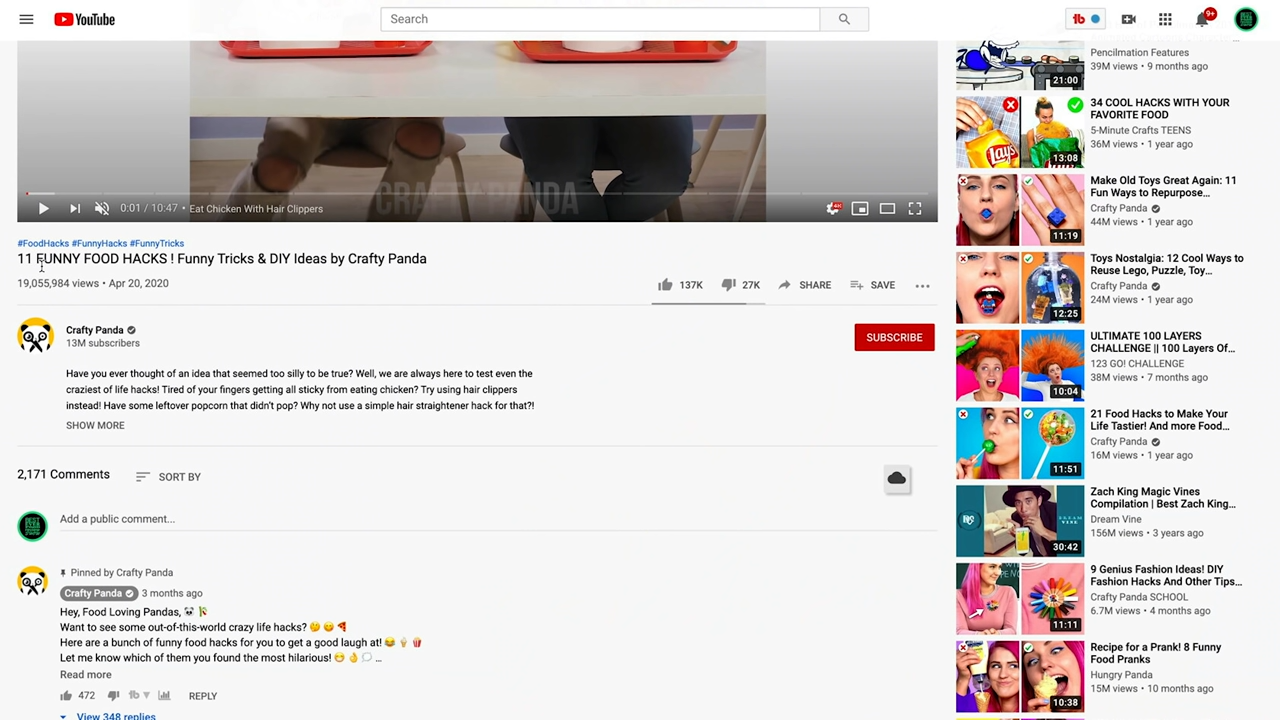 YouTube
Search
9+
CRAFTY PANDA
0:01 / 10:47 • Eat Chicken With Hair Clippers
#FoodHacks #FunnyHacks #FunnyTricks
11 FUNNY FOOD HACKS ! Funny Tricks & DIY Ideas by Crafty Panda
19,055,984 views • Apr 20, 2020
137K
27K
SHARE
SAVE
Crafty Panda
13M subscribers
SUBSCRIBE
Have you ever thought of an idea that seemed too silly to be true? Well, we are always here to test even the
craziest of life hacks! Tired of your fingers getting all sticky from eating chicken? Try using hair clippers
instead! Have some leftover popcorn that didn't pop? Why not use a simple hair straightener hack for that?!
SHOW MORE
2,171 Comments
SORT BY
Add a public comment...
Pinned by Crafty Panda
Crafty Panda
3 months ago
Hey, Food Loving Pandas, 🐼 🎋
Want to see some out-of-this-world crazy life hacks? 🤔 😋 🍕
Here are a bunch of funny food hacks for you to get a good laugh at! 😂 🍦 🍿
Let me know which of them you found the most hilarious! 😁 👌 💭 ...
Read more
472
REPLY
View 348 replies
Pencilmation Features
39M views • 9 months ago
21:00
34 COOL HACKS WITH YOUR
FAVORITE FOOD
5-Minute Crafts TEENS
36M views • 1 year ago
Lays
13:08
Make Old Toys Great Again: 11
Fun Ways to Repurpose...
Crafty Panda
44M views • 1 year ago
11:19
Toys Nostalgia: 12 Cool Ways to
Reuse Lego, Puzzle, Toy...
Crafty Panda
24M views • 1 year ago
12:25
ULTIMATE 100 LAYERS
CHALLENGE || 100 Layers Of...
123 GO! CHALLENGE
38M views • 7 months ago
10:04
21 Food Hacks to Make Your
Life Tastier! And more Food...
Crafty Panda
16M views • 1 year ago
11:51
Zach King Magic Vines
Compilation | Best Zach King...
Dream Vine
156M views • 3 years ago
DREAM
VINE
30:42
9 Genius Fashion Ideas! DIY
Fashion Hacks And Other Tips...
Crafty Panda SCHOOL
6.7M views • 4 months ago
11:11
Recipe for a Prank! 8 Funny
Food Pranks
Hungry Panda
15M views • 10 months ago
10:38